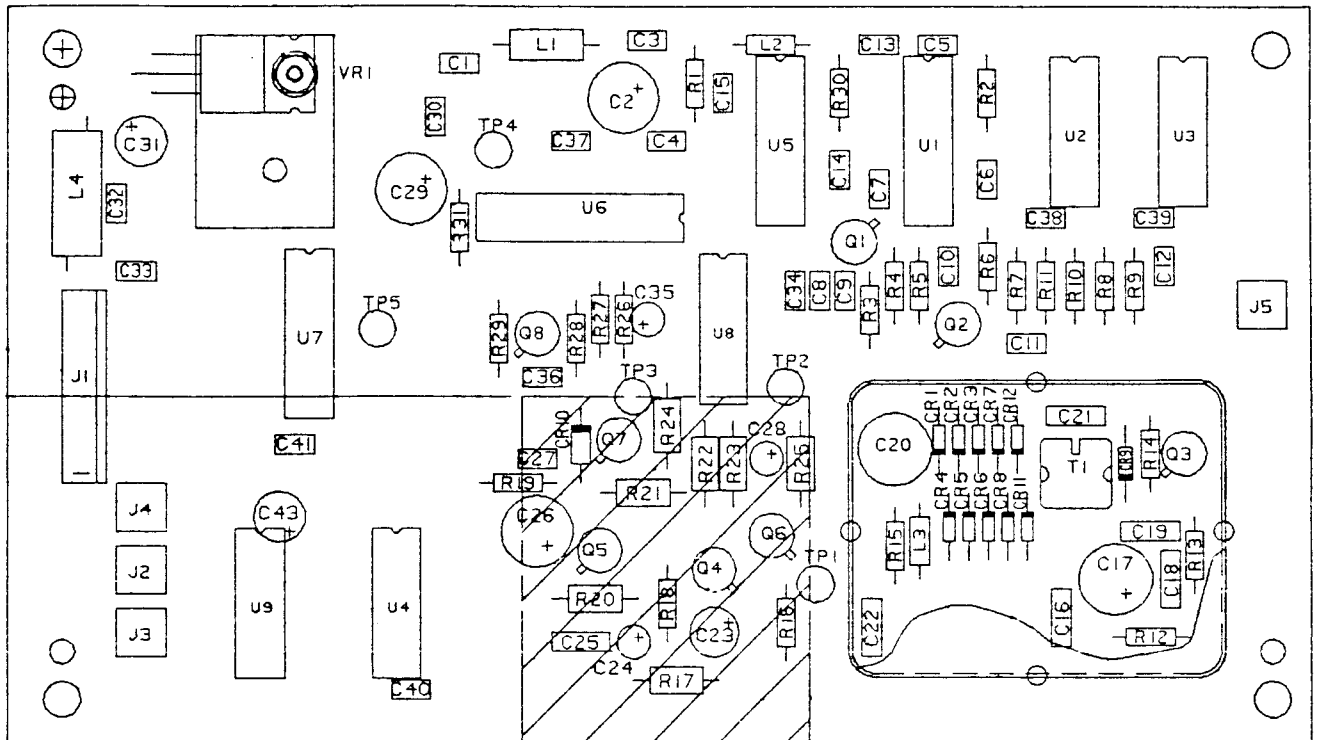 L1
C3
L2
C13
C5
C1
VR1
C2
+
R1
C15
R30
R2
C30
TP4
C37
C4
U5
U1
U2
U3
+
C31
L4
C32
C29
+
U6
C14
C7
C6
C38
C39
R31
Q1
C33
R4
R5
C10
R6
R7
R11
R10
R8
R9
C12
J5
U7
TP5
R29
Q8
R28
R27
R26
C35
+
U8
C34
C8
C9
R3
Q2
C11
J1
C36
TP3
TP2
CR1
CR2
CR3
CR7
CR12
C21
C41
CR10
Q7
R24
R22
R23
C28
+
R25
C20
T1
CR9
R14
Q3
C27
R19
R21
CR4
CR5
CR6
CR8
CR11
J4
C43
+
C26
+
Q5
Q6
TP1
R15
L3
C19
R13
J2
U9
U4
R20
R18
Q4
C17
+
C18
J3
C25
C24
+
C23
+
R16
C22
C16
R12
C40
R17